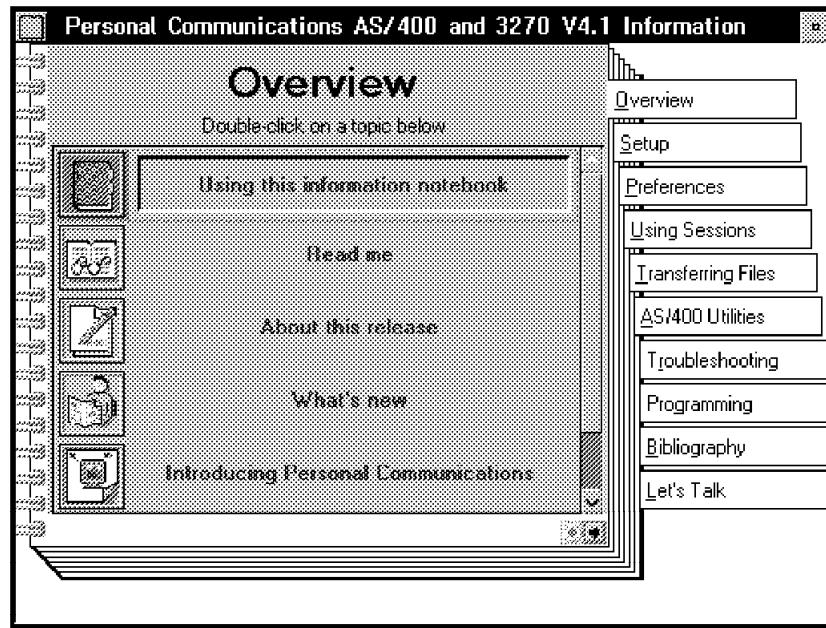 Personal Communications AS/400 and 3270 V4.1 Information
Overview
Double-click on a topic below
Using this information notebook
Read me
About this release
What's new
Introducing Personal Communications
Overview
Setup
Preferences
Using Sessions
Transferring Files
AS/400 Utilities
Troubleshooting
Programming
Bibliography
Let's Talk